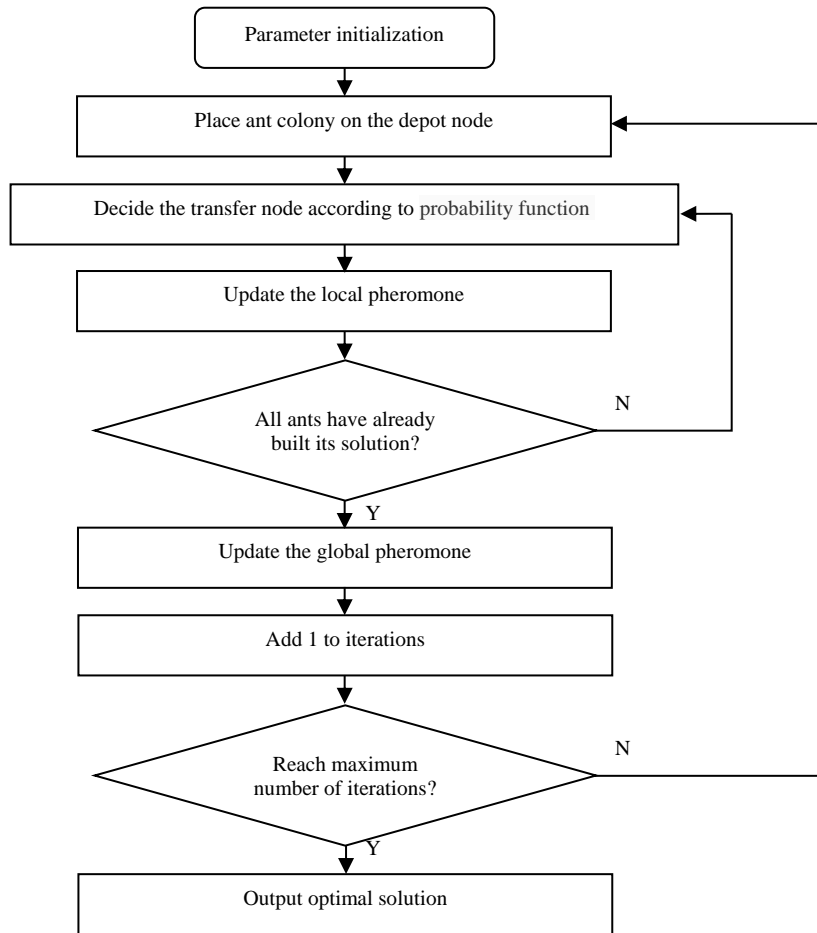 Parameter initialization
Place ant colony on the depot node
Decide the transfer node according to probability function
Update the local pheromone
All ants have already
built its solution?
N
Y
Update the global pheromone
Add 1 to iterations
Reach maximum
number of iterations?
N
Y
Output optimal solution